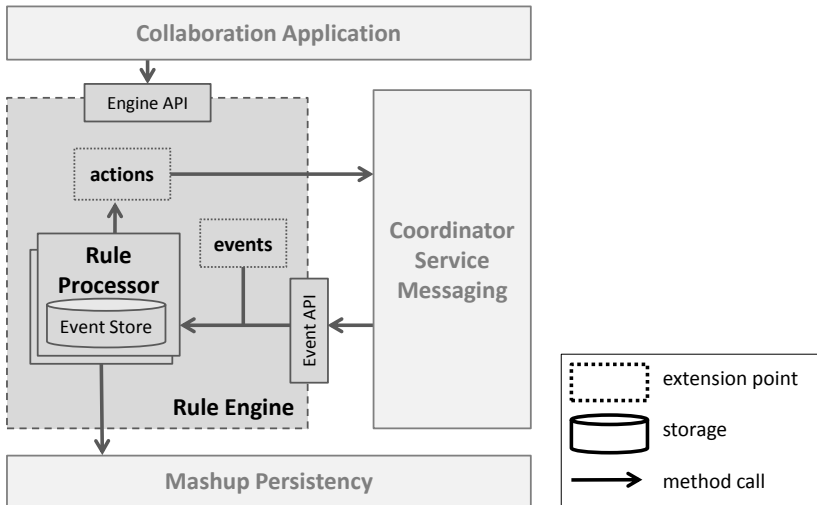 Collaboration Application
Engine API
actions
events
Rule
Processor
Event Store
Event API
Rule Engine
Coordinator
Service
Messaging
Mashup Persistency
extension point
storage
method call